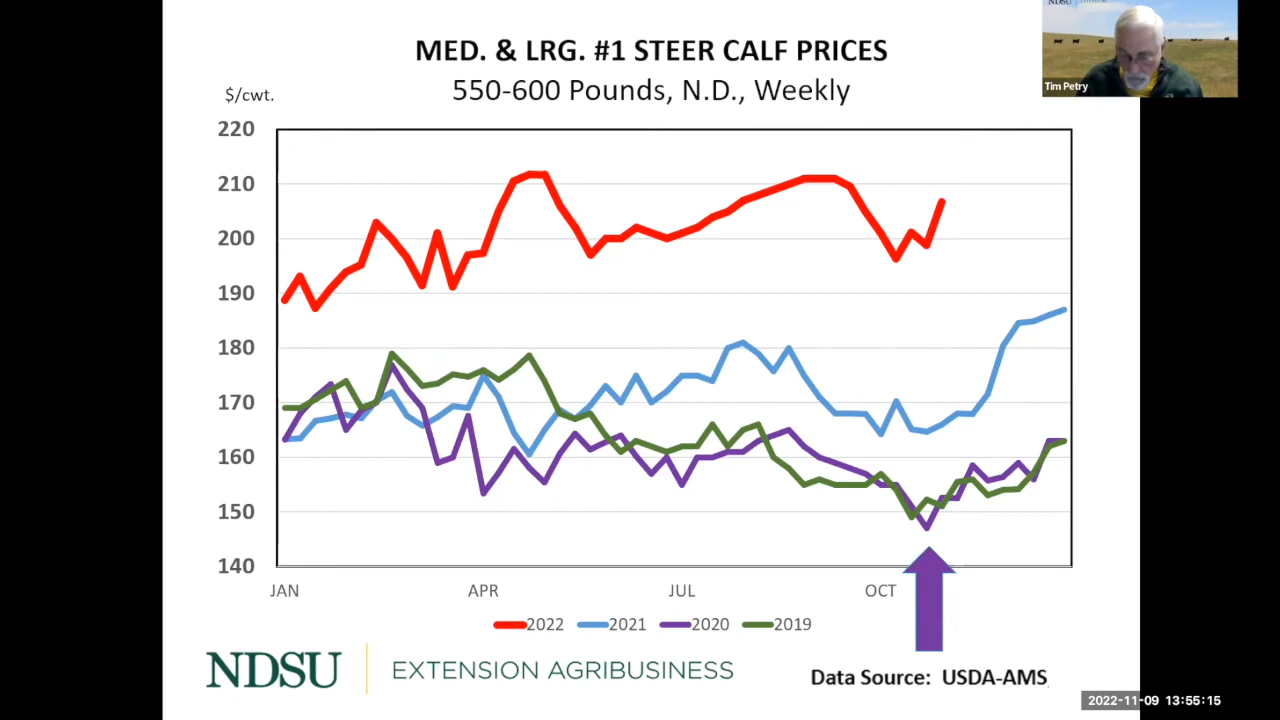 MED. & LRG. #1 STEER CALF PRICES
550-600 Pounds, N.D., Weekly
$/cwt.
220
210
200
190
180
170
160
150
140
JAN APR JUL OCT
2022 2021 2020 2019
NDSU EXTENSION AGRIBUSINESS
Data Source: USDA-AMS
NDSU
Tim Petry
2022-11-09 13:55:15